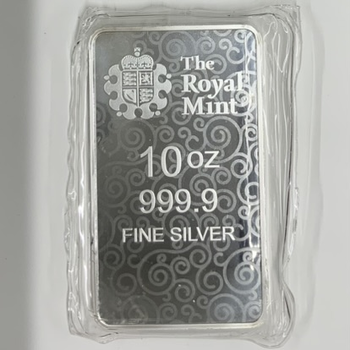 The
Royal
Mint
10 oz
999.9
FINE SILVER